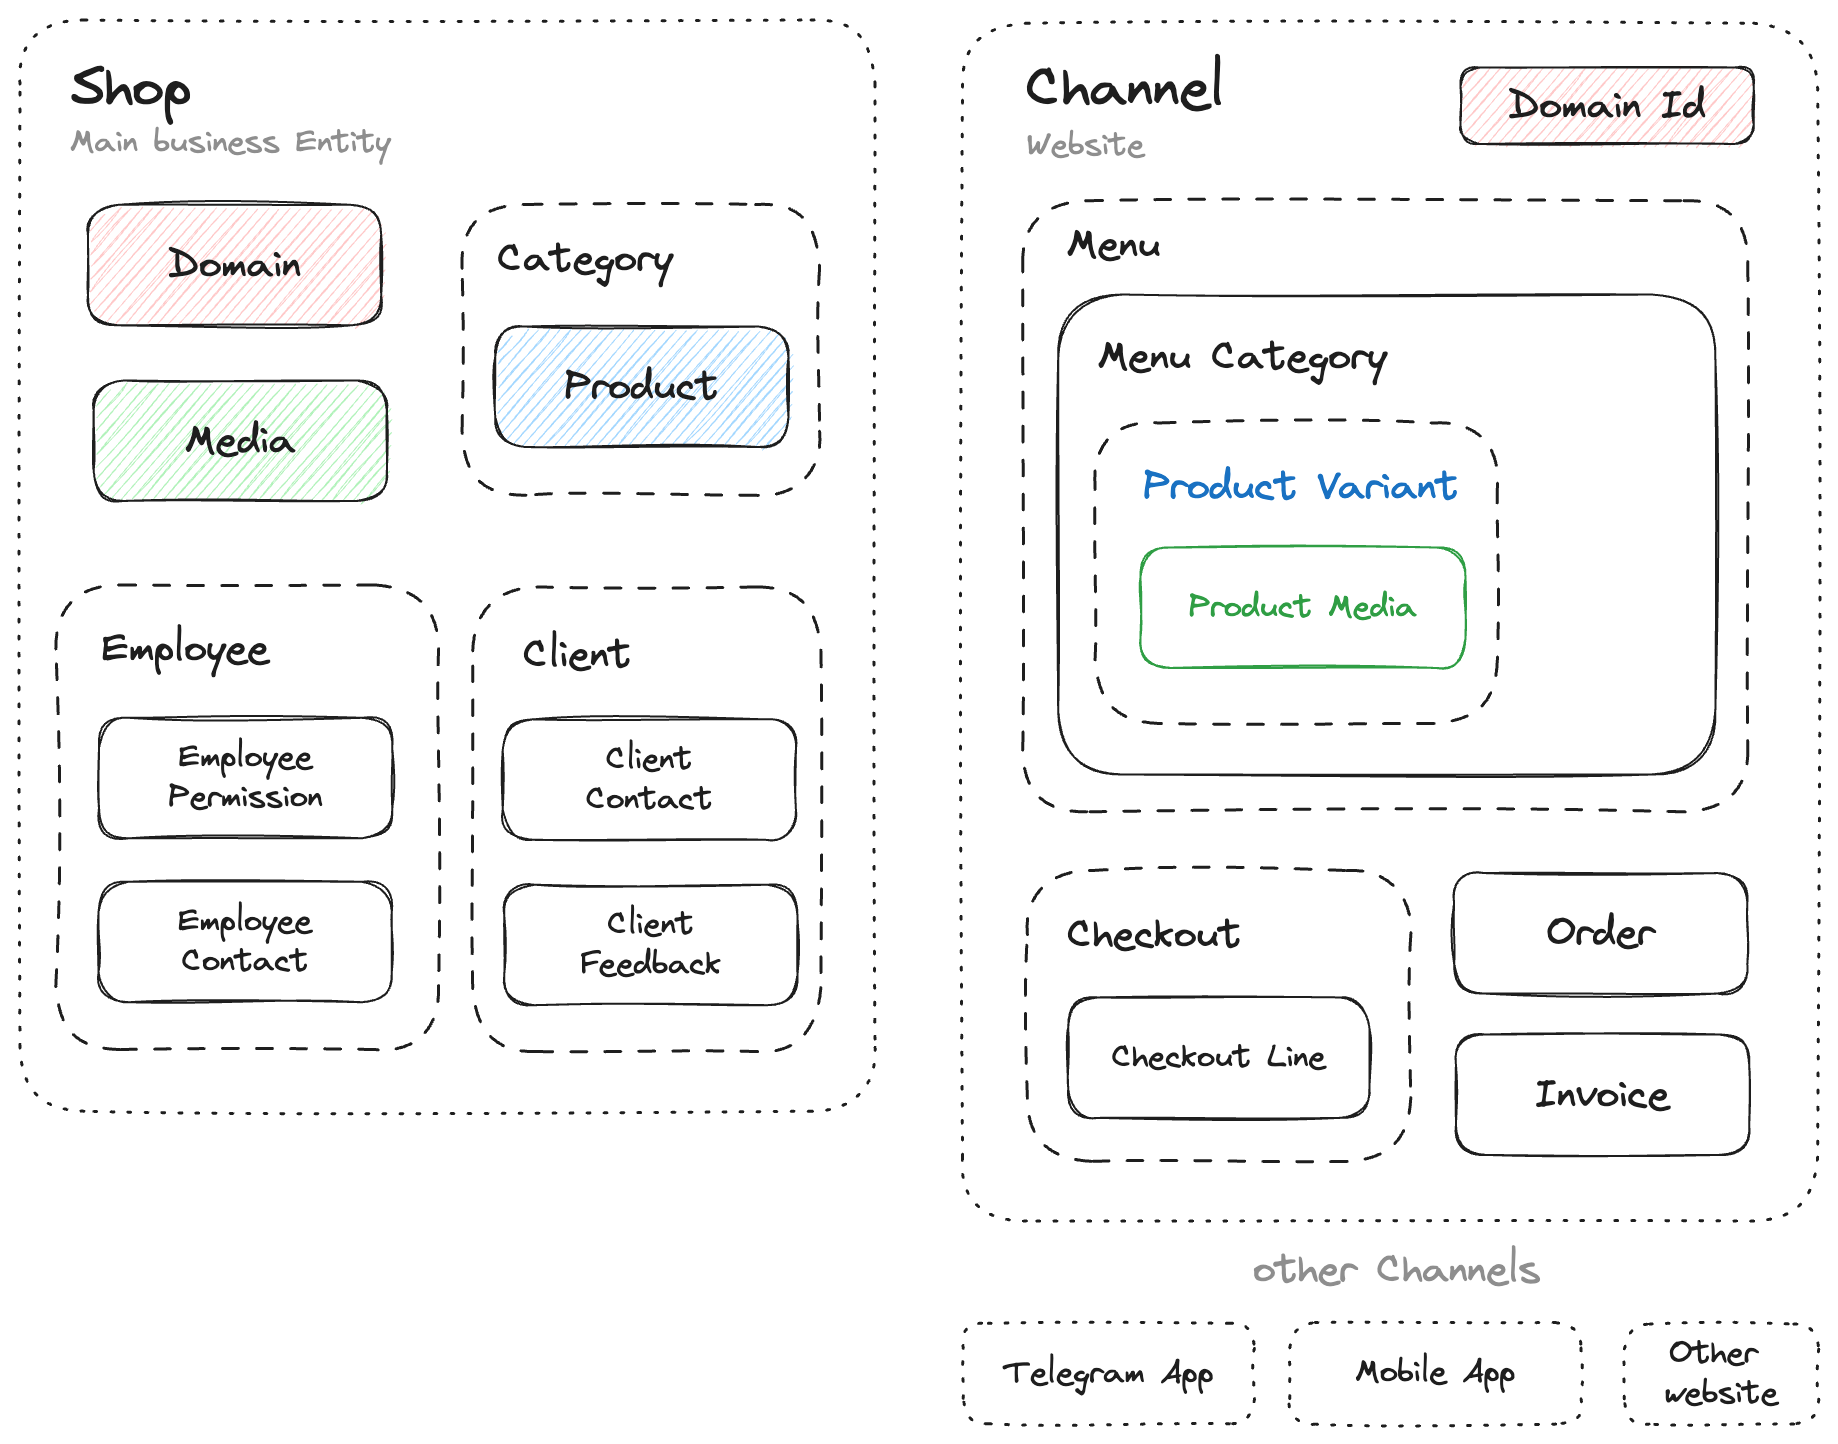 Shop
Main business Entity
Domain
Media
Category
Product
Employee
Employee
Permission
Employee
Contact
Client
Client
Contact
Client
Feedback
Channel
Website
Domain Id
Menu
Menu Category
Product Variant
Product Media
Checkout
Checkout Line
Order
Invoice
other Channels
Telegram App
Mobile App
Other
website